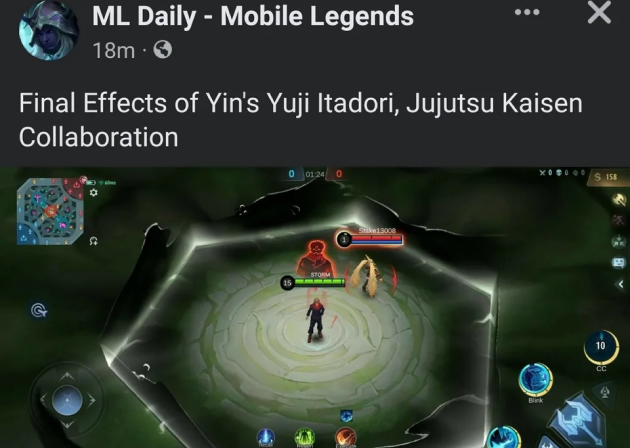 ML Daily - Mobile Legends
18m ·
Final Effects of Yin's Yuji Itadori, Jujutsu Kaisen
Collaboration
0 01:24 0
158
1 Stake13008
15 STORM
10
CC
Blink